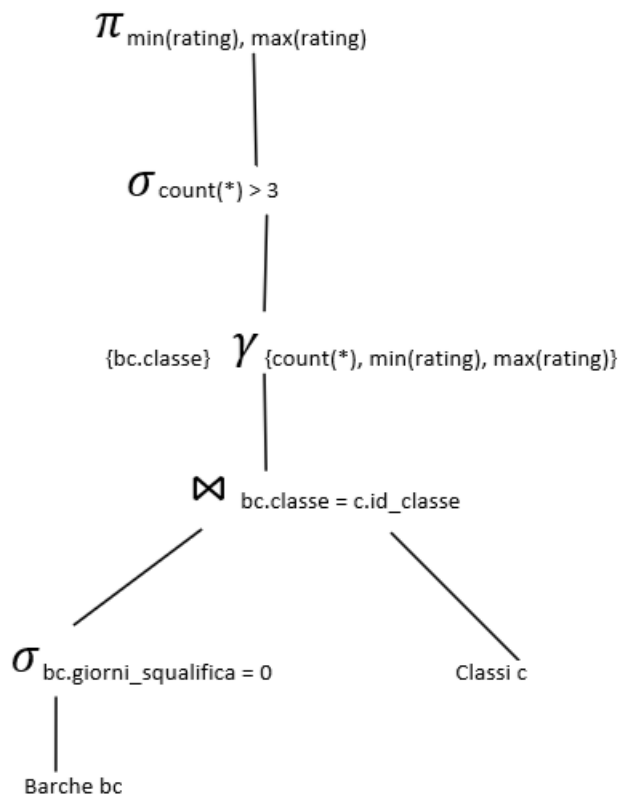 π min(rating), max(rating)
σ count(*) > 3
{bc.classe} γ {count(*), min(rating), max(rating)}
⋈ bc.classe = c.id_classe
σ bc.giorni_squalifica = 0
Classi c
Barche bc